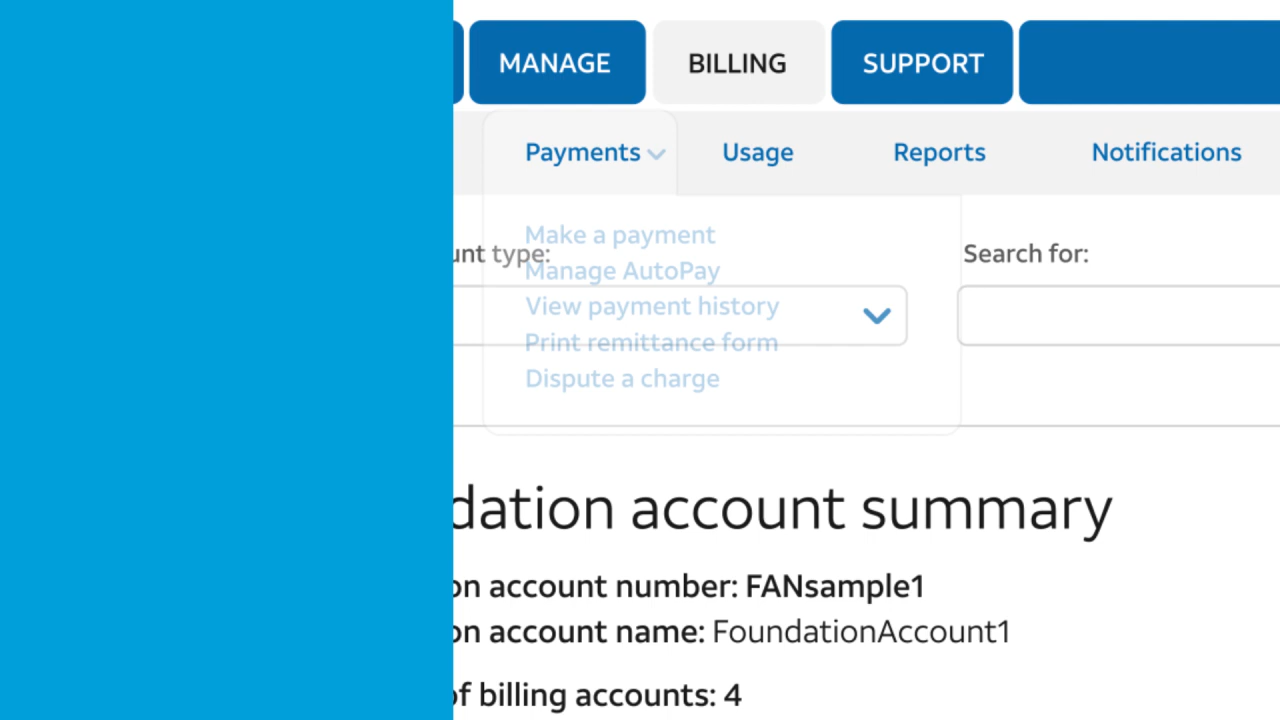 MANAGE BILLING SUPPORT
Payments Usage Reports Notifications
Make a payment
unt type: Search for:
Manage AutoPay
View payment history
Print remittance form
Dispute a charge
dation account summary
on account number: FANsample1
on account name: FoundationAccount1
of billing accounts: 4